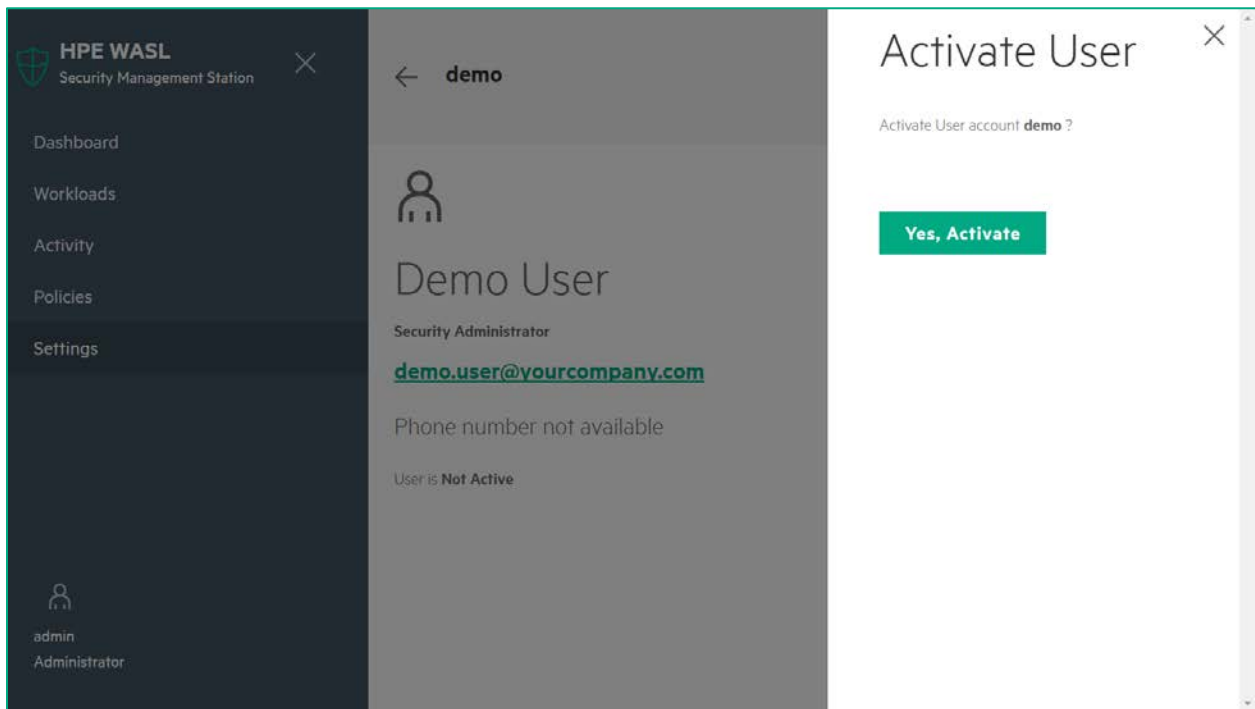 HPE WASL
Security Management Station
Dashboard
Workloads
Activity
Policies
Settings
admin
Administrator
demo
Demo User
Security Administrator
demo.user@yourcompany.com
Phone number not available
User is Not Active
Activate User
Activate User account demo ?
Yes, Activate